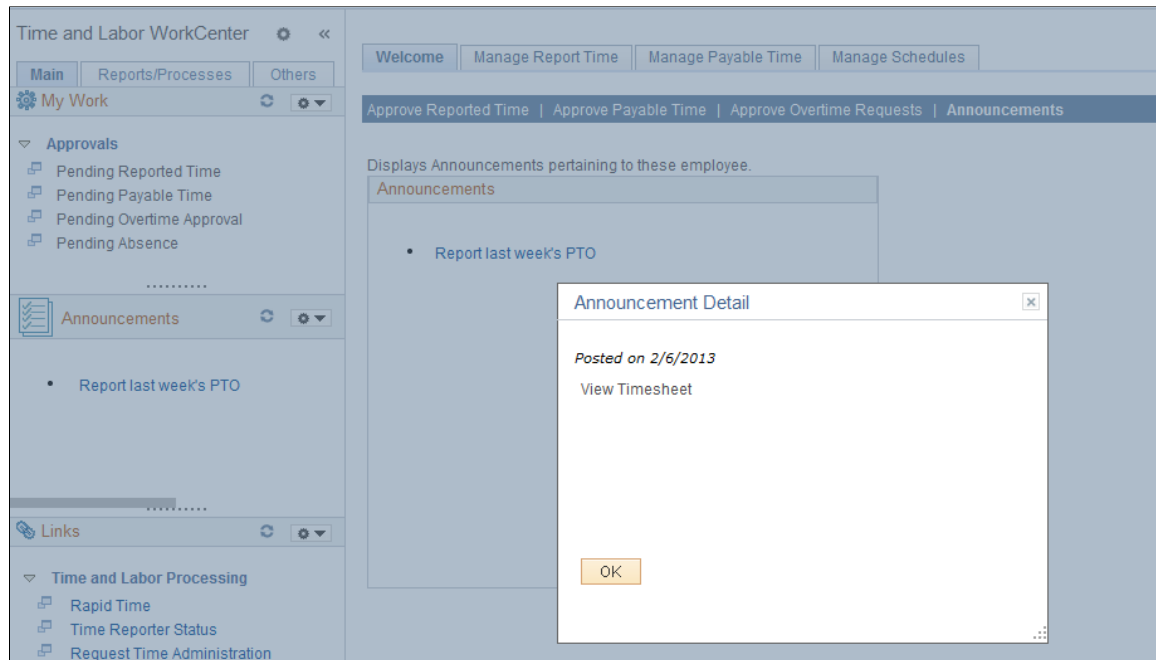 Time and Labor WorkCenter «
Main Reports/Processes Others
My Work
Approvals
Pending Reported Time
Pending Payable Time
Pending Overtime Approval
Pending Absence
Announcements
• Report last week's PTO
Links
Time and Labor Processing
Rapid Time
Time Reporter Status
Request Time Administration
Welcome Manage Report Time Manage Payable Time Manage Schedules
Approve Reported Time | Approve Payable Time | Approve Overtime Requests | Announcements
Displays Announcements pertaining to these employee.
Announcements
• Report last week's PTO
Announcement Detail
Posted on 2/6/2013
View Timesheet
OK